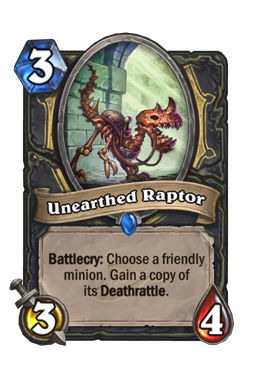 3
Unearthed Raptor
Battlecry: Choose a friendly
minion. Gain a copy of
its Deathrattle.
3
4